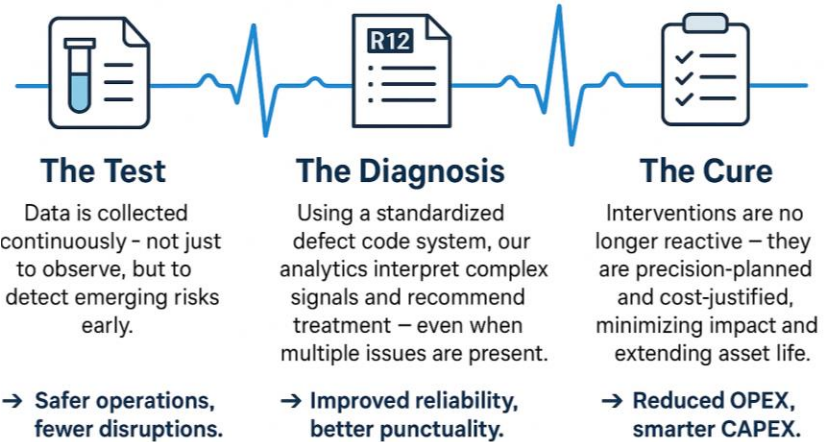 R12
The Test
Data is collected
continuously - not just
to observe, but to
detect emerging risks
early.
→ Safer operations,
fewer disruptions.
The Diagnosis
Using a standardized
defect code system, our
analytics interpret complex
signals and recommend
treatment – even when
multiple issues are present.
→ Improved reliability,
better punctuality.
The Cure
Interventions are no
longer reactive – they
are precision-planned
and cost-justified,
minimizing impact and
extending asset life.
→ Reduced OPEX,
smarter CAPEX.